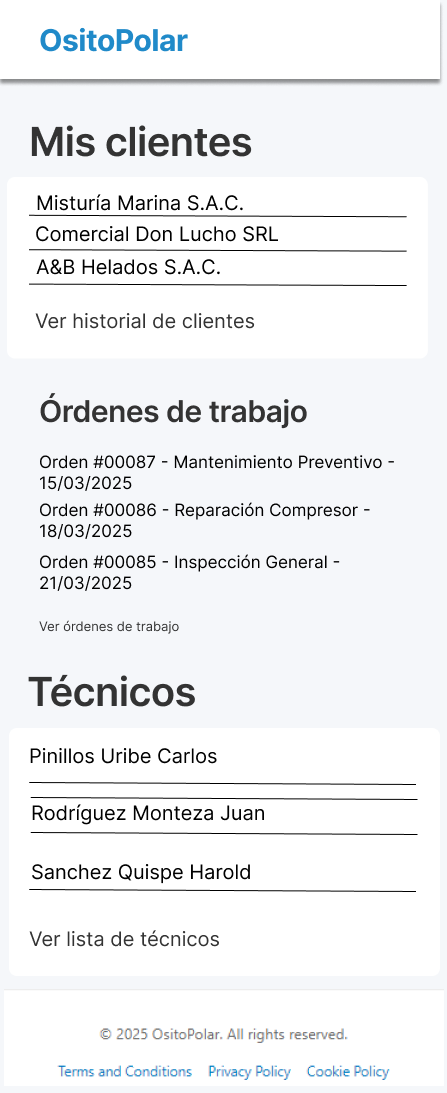 OsitoPolar
Mis clientes
Misturía Marina S.A.C.
Comercial Don Lucho SRL
A&B Helados S.A.C.
Ver historial de clientes
Órdenes de trabajo
Orden #00087 - Mantenimiento Preventivo -
15/03/2025
Orden #00086 - Reparación Compresor -
18/03/2025
Orden #00085 - Inspección General -
21/03/2025
Ver órdenes de trabajo
Técnicos
Pinillos Uribe Carlos
Rodríguez Monteza Juan
Sanchez Quispe Harold
Ver lista de técnicos
© 2025 OsitoPolar. All rights reserved.
Terms and Conditions Privacy Policy Cookie Policy